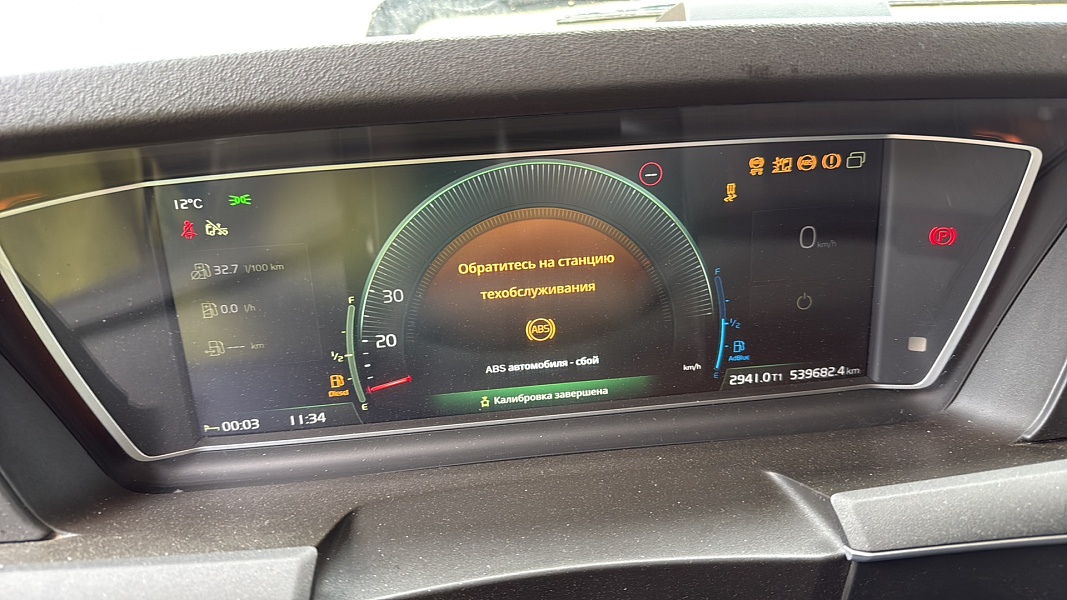 12°C
32.7 l/100 km
0.0 l/h
--- km
F
1/2
E
Diesel
00:03
11:34
30
20
Обратитесь на станцию
техобслуживания
ABS
ABS автомобиля - сбой
km/h
Калибровка завершена
F
1/2
E
AdBlue
ABS
0 km/h
P
2941.0 T1 539682.4 km